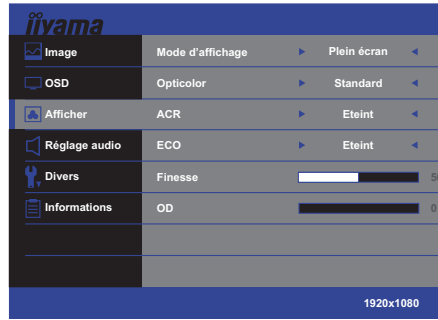 iiyama
Image Mode d'affichage Plein écran
OSD Opticolor Standard
Afficher ACR Eteint
Réglage audio ECO Eteint
Divers Finesse
Informations OD 0
1920x1080